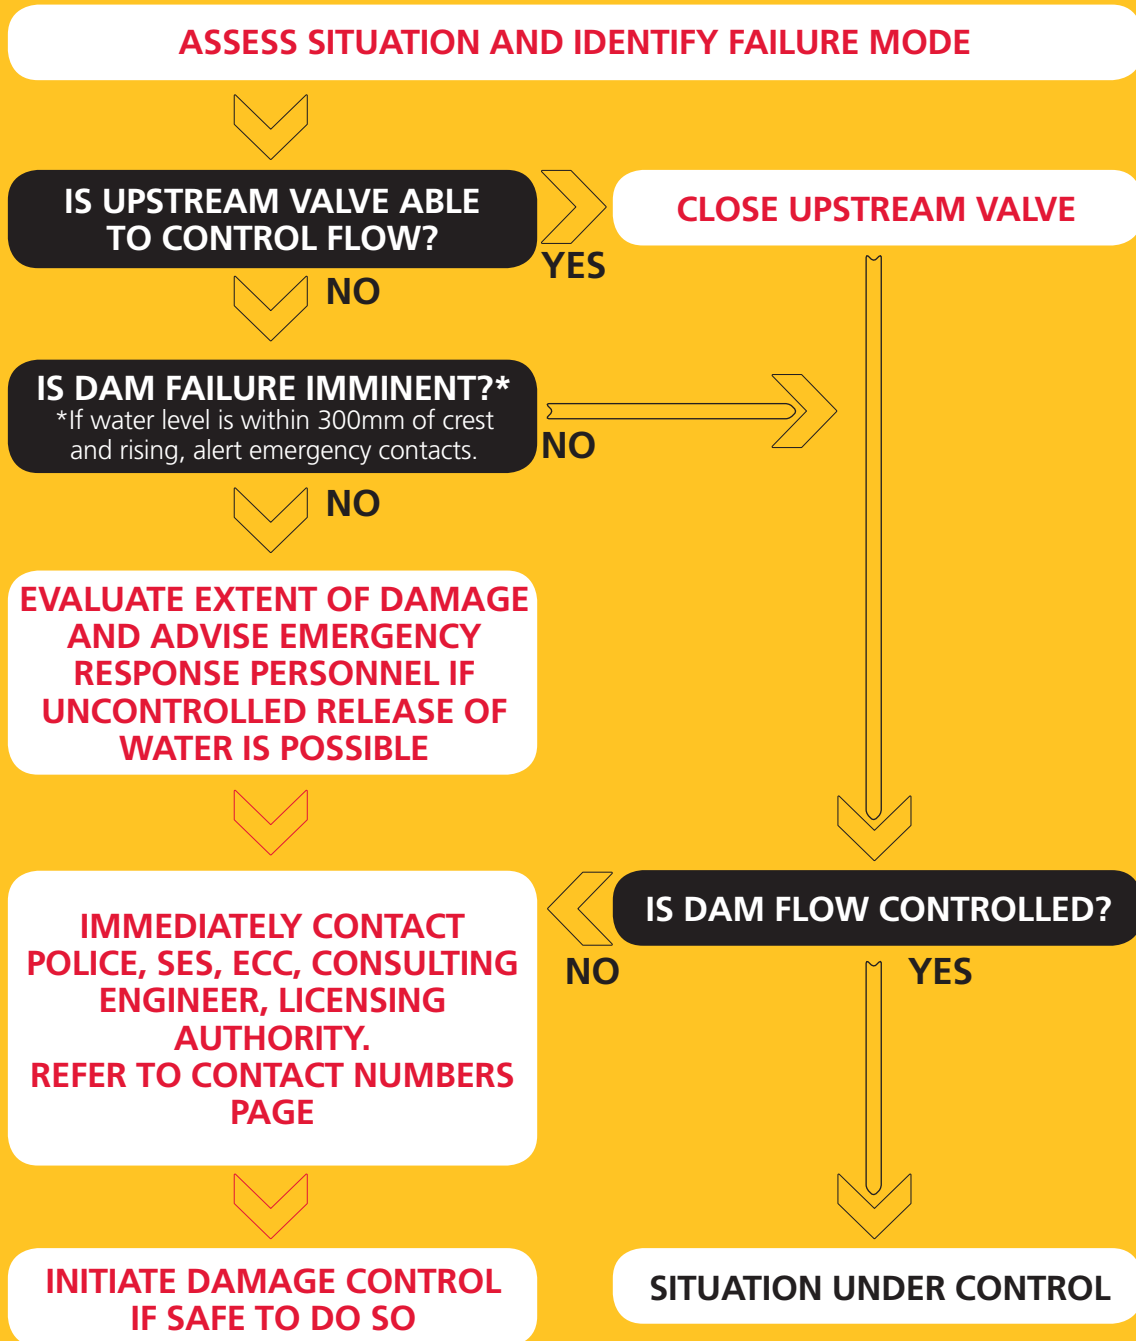 ASSESS SITUATION AND IDENTIFY FAILURE MODE
IS UPSTREAM VALVE ABLE
TO CONTROL FLOW?
YES
CLOSE UPSTREAM VALVE
NO
IS DAM FAILURE IMMINENT?*
*If water level is within 300mm of crest
and rising, alert emergency contacts.
NO
NO
EVALUATE EXTENT OF DAMAGE
AND ADVISE EMERGENCY
RESPONSE PERSONNEL IF
UNCONTROLLED RELEASE OF
WATER IS POSSIBLE
IS DAM FLOW CONTROLLED?
NO
YES
IMMEDIATELY CONTACT
POLICE, SES, ECC, CONSULTING
ENGINEER, LICENSING
AUTHORITY.
REFER TO CONTACT NUMBERS
PAGE
INITIATE DAMAGE CONTROL
IF SAFE TO DO SO
SITUATION UNDER CONTROL